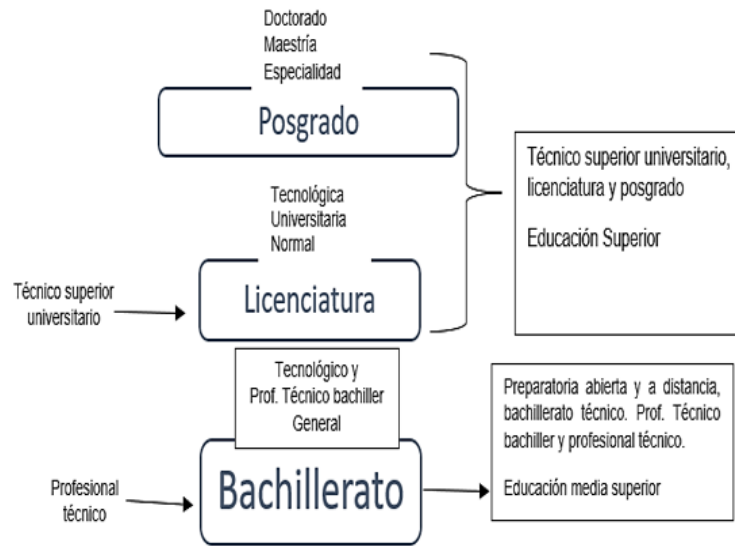 Doctorado
Maestría
Especialidad
Posgrado
Tecnológica
Universitaria
Normal
Licenciatura
Técnico superior
universitario
Técnico superior universitario,
licenciatura y posgrado
Educación Superior
Tecnológico y
Prof. Técnico bachiller
General
Bachillerato
Profesional
técnico
Preparatoria abierta y a distancia,
bachillerato técnico. Prof. Técnico
bachiller y profesional técnico.
Educación media superior